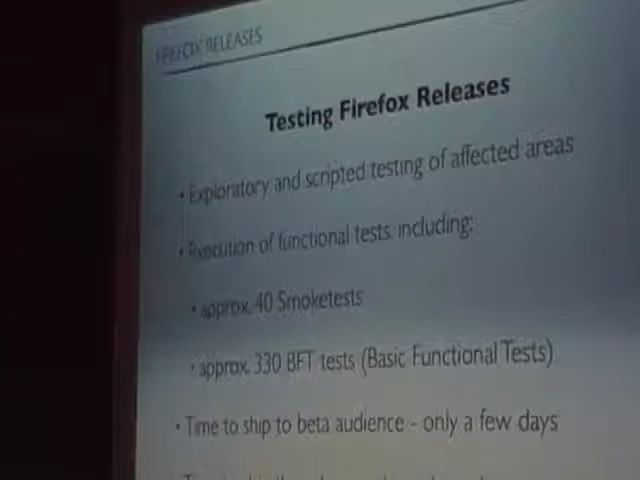 FIREFOX RELEASES
Testing Firefox Releases
• Exploratory and scripted testing of affected areas
• Execution of functional tests, including:
• approx. 40 Smoketests
• approx. 330 BFT tests (Basic Functional Tests)
• Time to ship to beta audience - only a few days